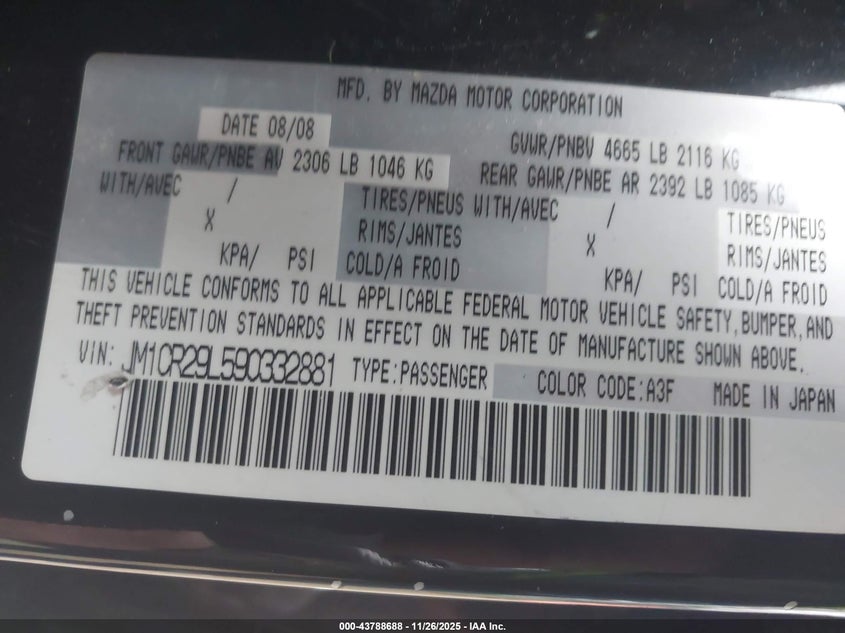 MFD. BY MAZDA MOTOR CORPORATION
DATE 08/08
GVWR/PNBV 4665 LB 2116 KG
FRONT GAWR/PNBE AV 2306 LB 1046 KG
REAR GAWR/PNBE AR 2392 LB 1085 KG
WITH/AVEC / TIRES/PNEUS WITH/AVEC / TIRES/PNEUS
X RIMS/JANTES X RIMS/JANTES
KPA/ PSI COLD/A FROID KPA/ PSI COLD/A FROID
THIS VEHICLE CONFORMS TO ALL APPLICABLE FEDERAL MOTOR VEHICLE SAFETY,BUMPER,AND
THEFT PREVENTION STANDARDS IN EFFECT ON THE DATE OF MANUFACTURE SHOWN ABOVE.
VIN: JM1CR29L590332881 TYPE:PASSENGER COLOR CODE:A3F MADE IN JAPAN
000-43788688 - 11/26/2025 - IAA Inc.